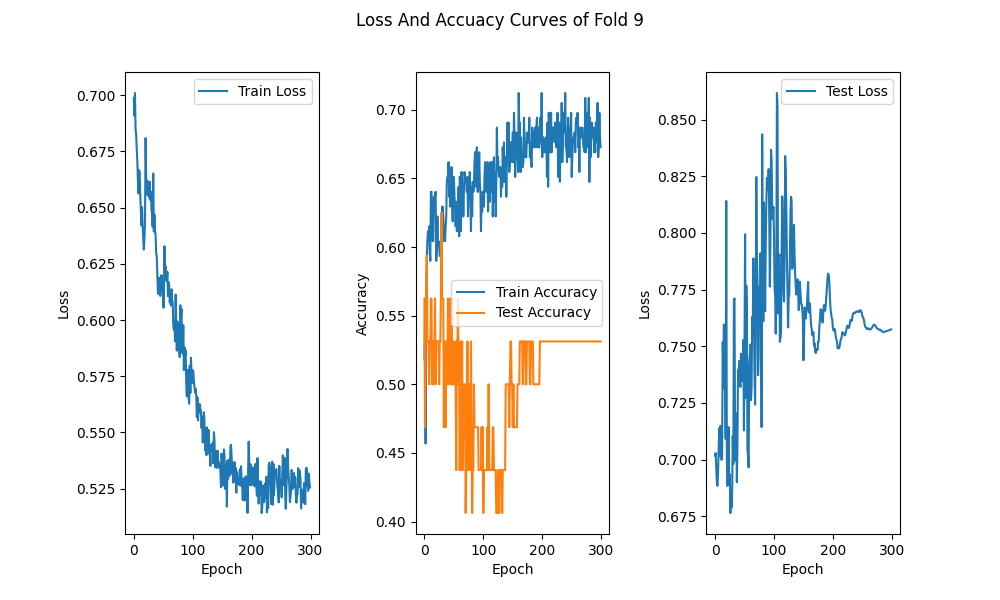 Loss And Accuacy Curves of Fold 9
0.700
0.675
0.650
0.625
0.600
0.575
0.550
0.525
0 100 200 300
Epoch
Loss
Train Loss
0.70
0.65
0.60
0.55
0.50
0.45
0.40
0 100 200 300
Epoch
Accuracy
Train Accuracy
Test Accuracy
0.850
0.825
0.800
0.775
0.750
0.725
0.700
0.675
0 100 200 300
Epoch
Loss
Test Loss